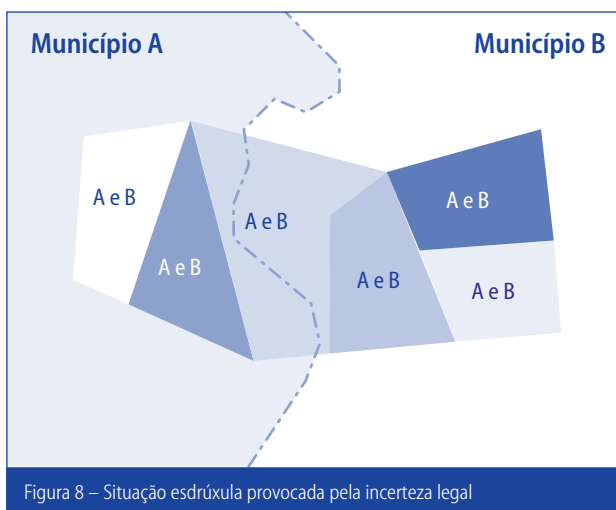 Município A
Município B
A e B
A e B
A e B
A e B
A e B
A e B
Figura 8 – Situação esdrúxula provocada pela incerteza legal